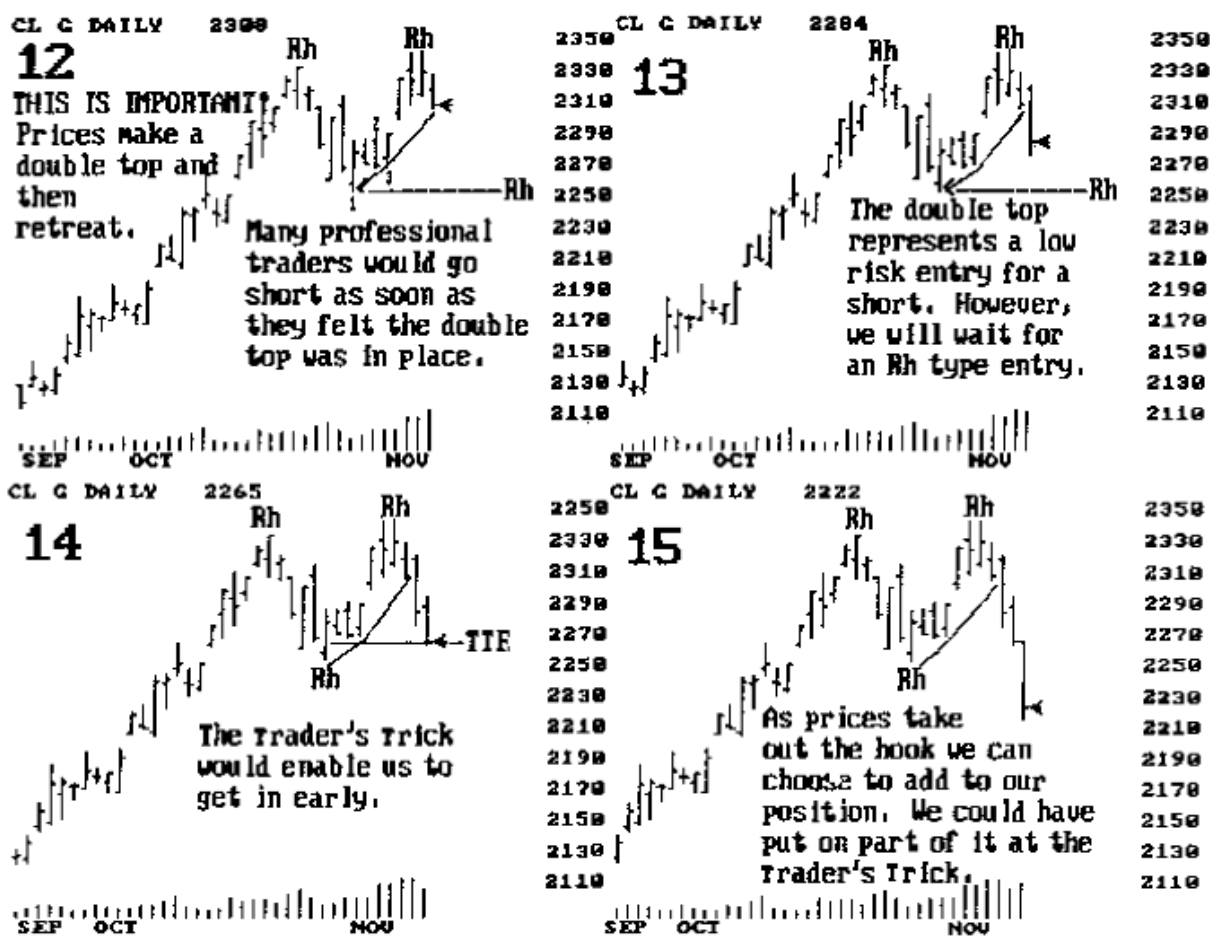 CL G DAILY 2308
12
THIS IS IMPORTANT!
Prices make a
double top and
then
retreat.
Rh
Rh
Rh
Many professional
traders would go
short as soon as
they felt the double
top was in place.
2350
2330
2310
2290
2270
2250
2230
2210
2190
2170
2150
2130
2110
SEP OCT NOV
CL G DAILY 2284
13
Rh
Rh
Rh
The double top
represents a low
risk entry for a
short. However,
we will wait for
an Rh type entry.
2350
2330
2310
2290
2270
2250
2230
2210
2190
2170
2150
2130
2110
SEP OCT NOV
CL G DAILY 2265
14
Rh
Rh
TTE
Rh
The Trader's Trick
would enable us to
get in early.
2250
2330
2310
2290
2270
2250
2230
2210
2190
2170
2150
2130
2110
SEP OCT NOV
CL G DAILY 2222
15
Rh
Rh
Rh
As prices take
out the hook we can
choose to add to our
position. We could have
put on part of it at the
Trader's Trick.
2350
2330
2310
2290
2270
2250
2230
2210
2190
2170
2150
2130
2110
SEP OCT NOV